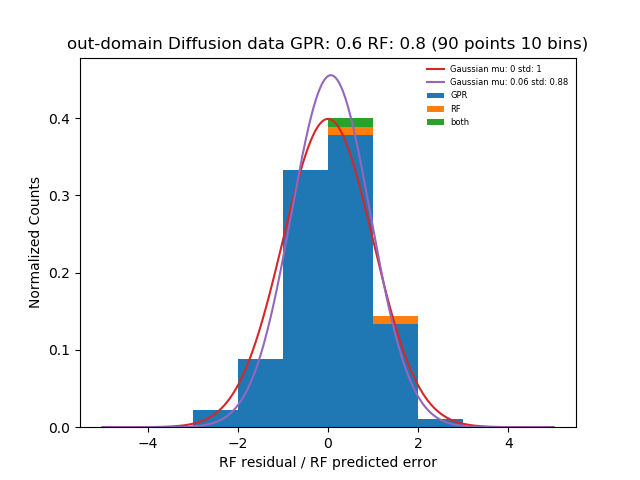 out-domain Diffusion data GPR: 0.6 RF: 0.8 (90 points 10 bins)
Gaussian mu: 0 std: 1
Gaussian mu: 0.06 std: 0.88
GPR
RF
both
Normalized Counts
0.4
0.3
0.2
0.1
0.0
−4
−2
0
2
4
RF residual / RF predicted error